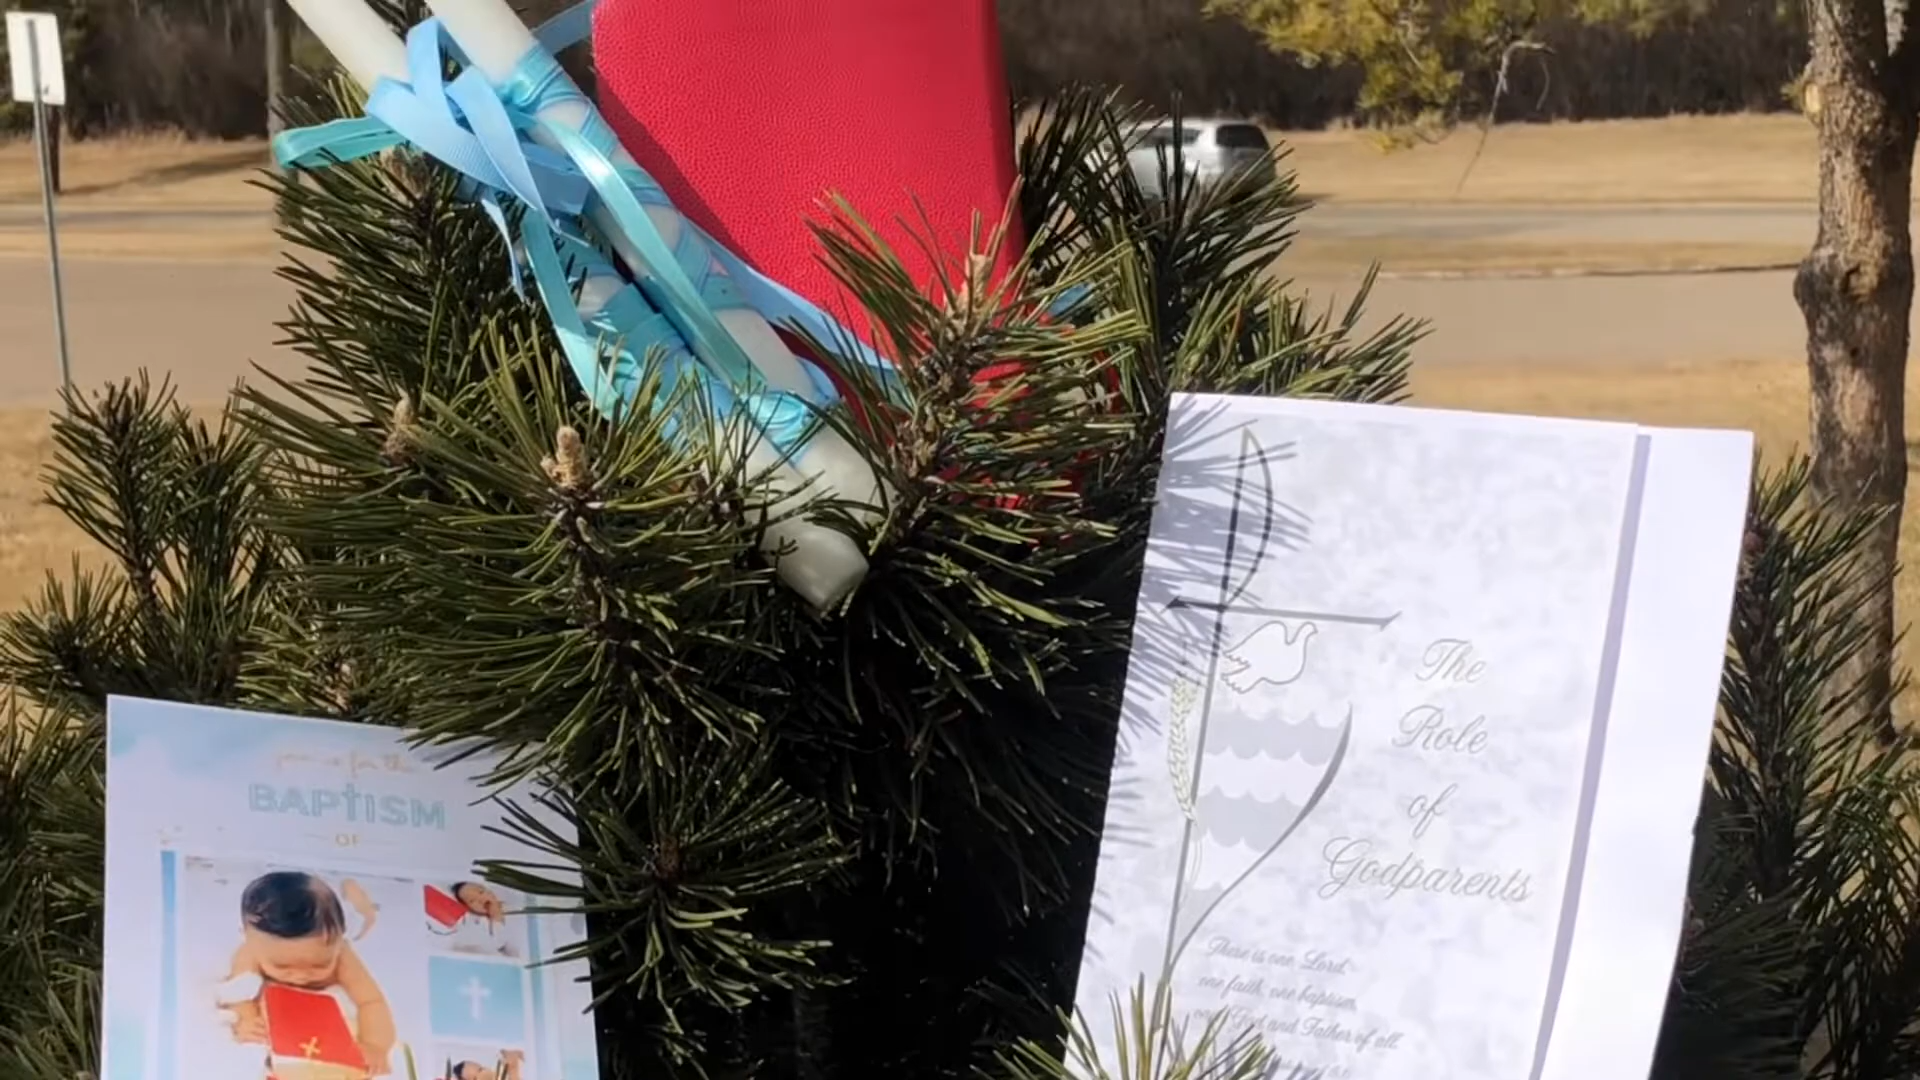 BAPTISM
OF
The
Role
of
Godparents
There is one Lord,
one faith, one baptism,
one God and Father of all.